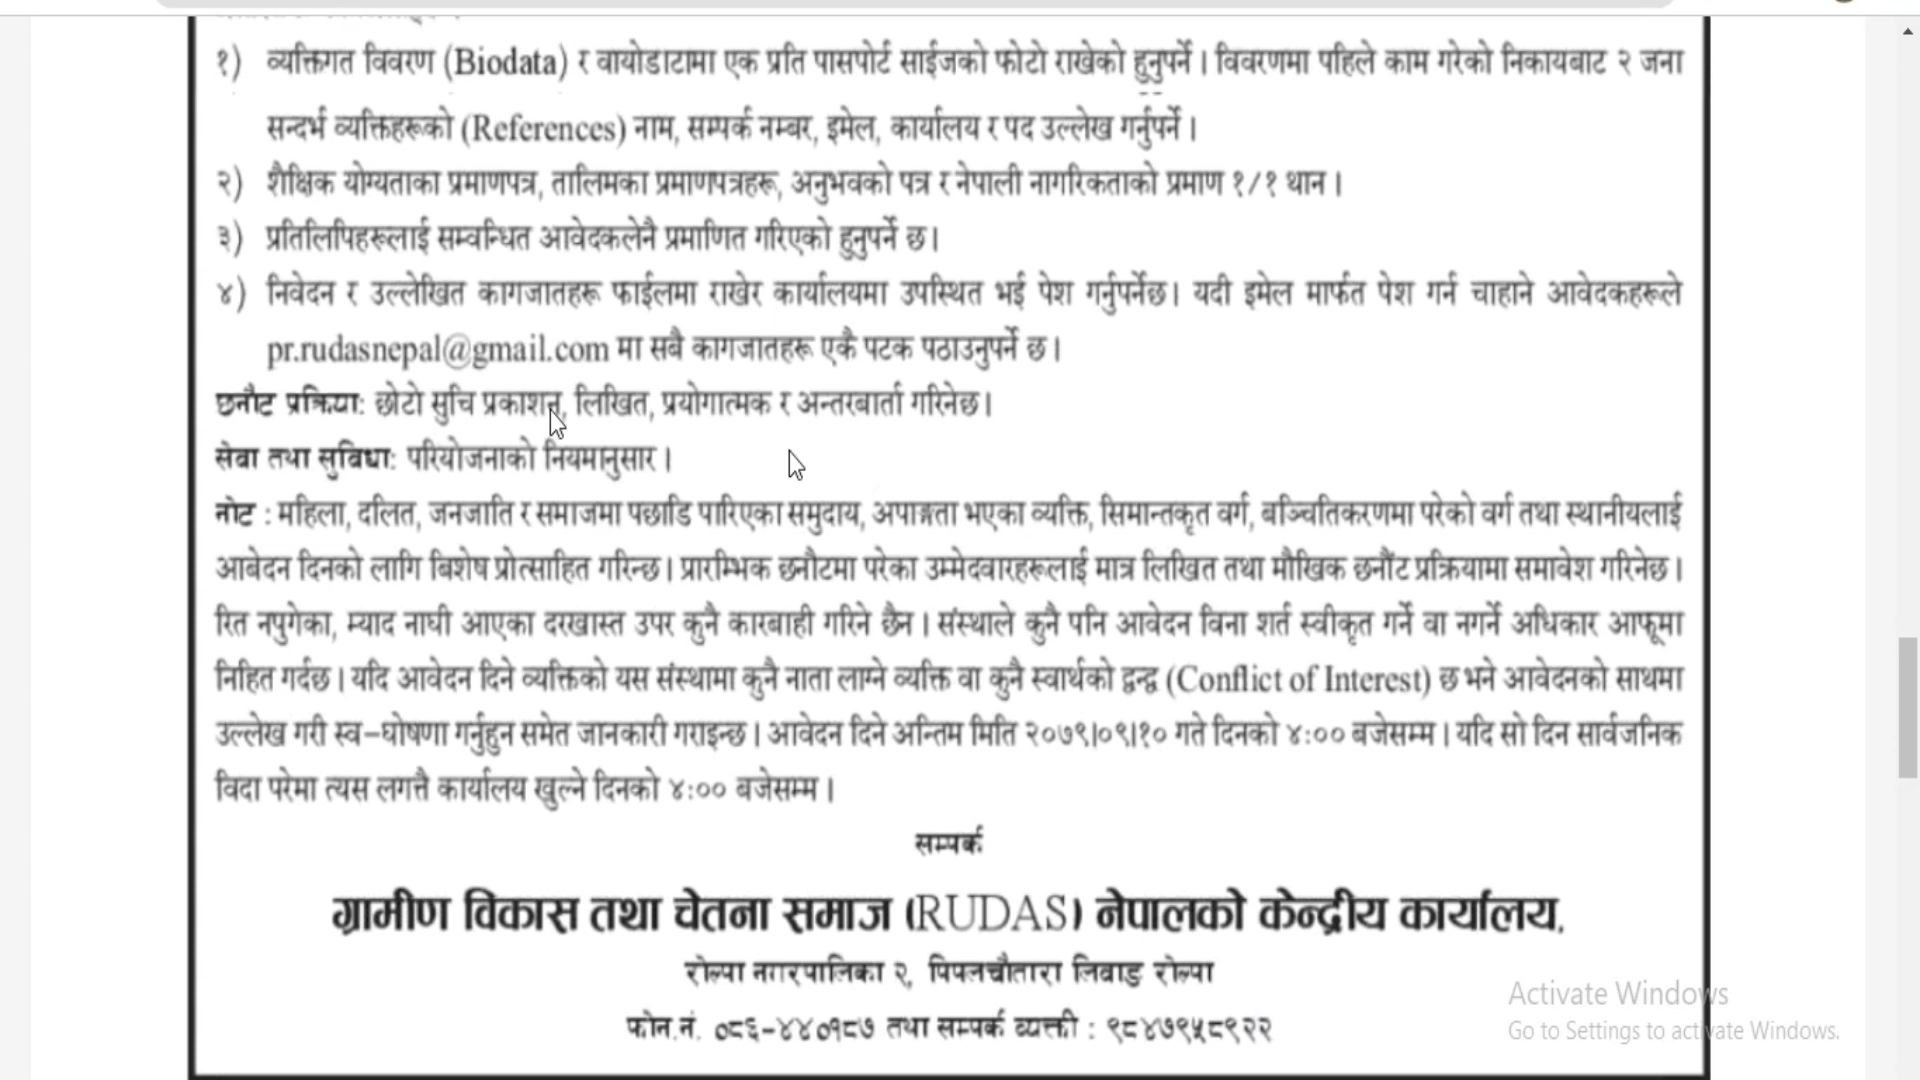 १) व्यक्तिगत विवरण (Biodata) र वायोडाटामा एक प्रति पासपोर्ट साईजको फोटो राखेको हुनुपर्ने । विवरणमा पहिले काम गरेको निकायबाट २ जना
सन्दर्भ व्यक्तिहरूको (References) नाम, सम्पर्क नम्बर, इमेल, कार्यालय र पद उल्लेख गर्नुपर्ने ।
२) शैक्षिक योग्यताका प्रमाणपत्र, तालिमका प्रमाणपत्रहरू, अनुभवको पत्र र नेपाली नागरिकताको प्रमाण १/१ थान ।
३) प्रतिलिपिहरूलाई सम्वन्धित आवेदकलेनै प्रमाणित गरिएको हुनुपर्ने छ ।
४) निवेदन र उल्लेखित कागजातहरू फाईलमा राखेर कार्यालयमा उपस्थित भई पेश गर्नुपर्नेछ । यदी इमेल मार्फत पेश गर्न चाहाने आवेदकहरूले
pr.rudasnepal@gmail.com मा सबै कागजातहरू एकै पटक पठाउनुपर्ने छ ।
छनौट प्रक्रिया: छोटो सुचि प्रकाशन, लिखित, प्रयोगात्मक र अन्तरबार्ता गरिनेछ ।
सेवा तथा सुविधा: परियोजनाको नियमानुसार ।
नोट : महिला, दलित, जनजाति र समाजमा पछाडि पारिएका समुदाय, अपाङ्गता भएका व्यक्ति, सिमान्तकृत वर्ग, बञ्चितिकरणमा परेको वर्ग तथा स्थानीयलाई
आबेदन दिनको लागि बिशेष प्रोत्साहित गरिन्छ । प्रारम्भिक छनौटमा परेका उम्मेदवारहरूलाई मात्र लिखित तथा मौखिक छनौंट प्रक्रियामा समावेश गरिनेछ ।
रित नपुगेका, म्याद नाघी आएका दरखास्त उपर कुनै कारबाही गरिने छैन । संस्थाले कुनै पनि आवेदन विना शर्त स्वीकृत गर्ने वा नगर्ने अधिकार आफूमा
निहित गर्दछ । यदि आवेदन दिने व्यक्तिको यस संस्थामा कुनै नाता लाग्ने व्यक्ति वा कुनै स्वार्थको द्वन्द्व (Conflict of Interest) छ भने आवेदनको साथमा
उल्लेख गरी स्व–घोषणा गर्नुहुन समेत जानकारी गराइन्छ । आवेदन दिने अन्तिम मिति २०७९।०९।१० गते दिनको ४:०० बजेसम्म । यदि सो दिन सार्वजनिक
विदा परेमा त्यस लगत्तै कार्यालय खुल्ने दिनको ४:०० बजेसम्म ।
सम्पर्क
ग्रामीण विकास तथा चेतना समाज (RUDAS) नेपालको केन्द्रीय कार्यालय,
रोल्पा नगरपालिका २, पिपलचौतारा लिवाङ रोल्पा
फोन.नं. ०८६-४४०१८७ तथा सम्पर्क व्यक्ती : ९८४७९५८९२२
Activate Windows
Go to Settings to activate Windows.